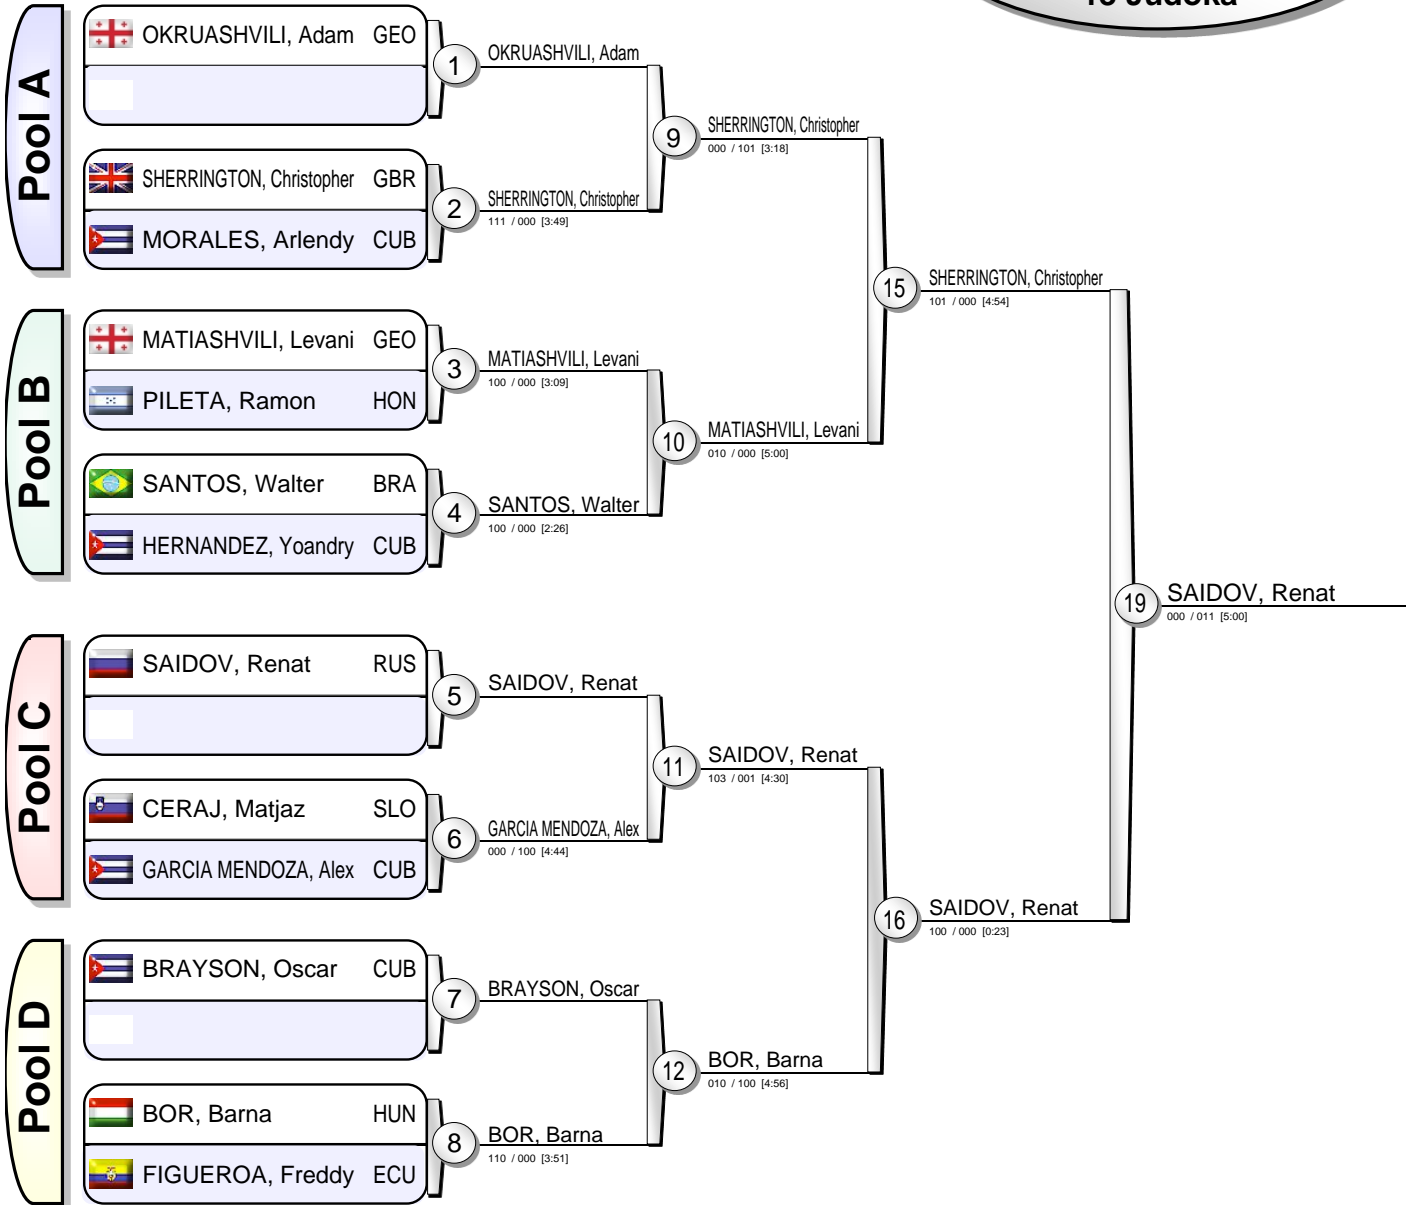 Pool A
OKRUASHVILI, Adam GEO
SHERRINGTON, Christopher GBR
MORALES, Arlendy CUB
Pool B
MATIASHVILI, Levani GEO
PILETA, Ramon HON
SANTOS, Walter BRA
HERNANDEZ, Yoandry CUB
Pool C
SAIDOV, Renat RUS
CERAJ, Matjaz SLO
GARCIA MENDOZA, Alex CUB
Pool D
BRAYSON, Oscar CUB
BOR, Barna HUN
FIGUEROA, Freddy ECU
1
OKRUASHVILI, Adam
2
SHERRINGTON, Christopher
111 / 000 [3:49]
3
MATIASHVILI, Levani
100 / 000 [3:09]
4
SANTOS, Walter
100 / 000 [2:26]
5
SAIDOV, Renat
6
GARCIA MENDOZA, Alex
000 / 100 [4:44]
7
BRAYSON, Oscar
8
BOR, Barna
110 / 000 [3:51]
9
SHERRINGTON, Christopher
000 / 101 [3:18]
10
MATIASHVILI, Levani
010 / 000 [5:00]
11
SAIDOV, Renat
103 / 001 [4:30]
12
BOR, Barna
010 / 100 [4:56]
15
SHERRINGTON, Christopher
101 / 000 [4:54]
16
SAIDOV, Renat
100 / 000 [0:23]
19
SAIDOV, Renat
000 / 011 [5:00]